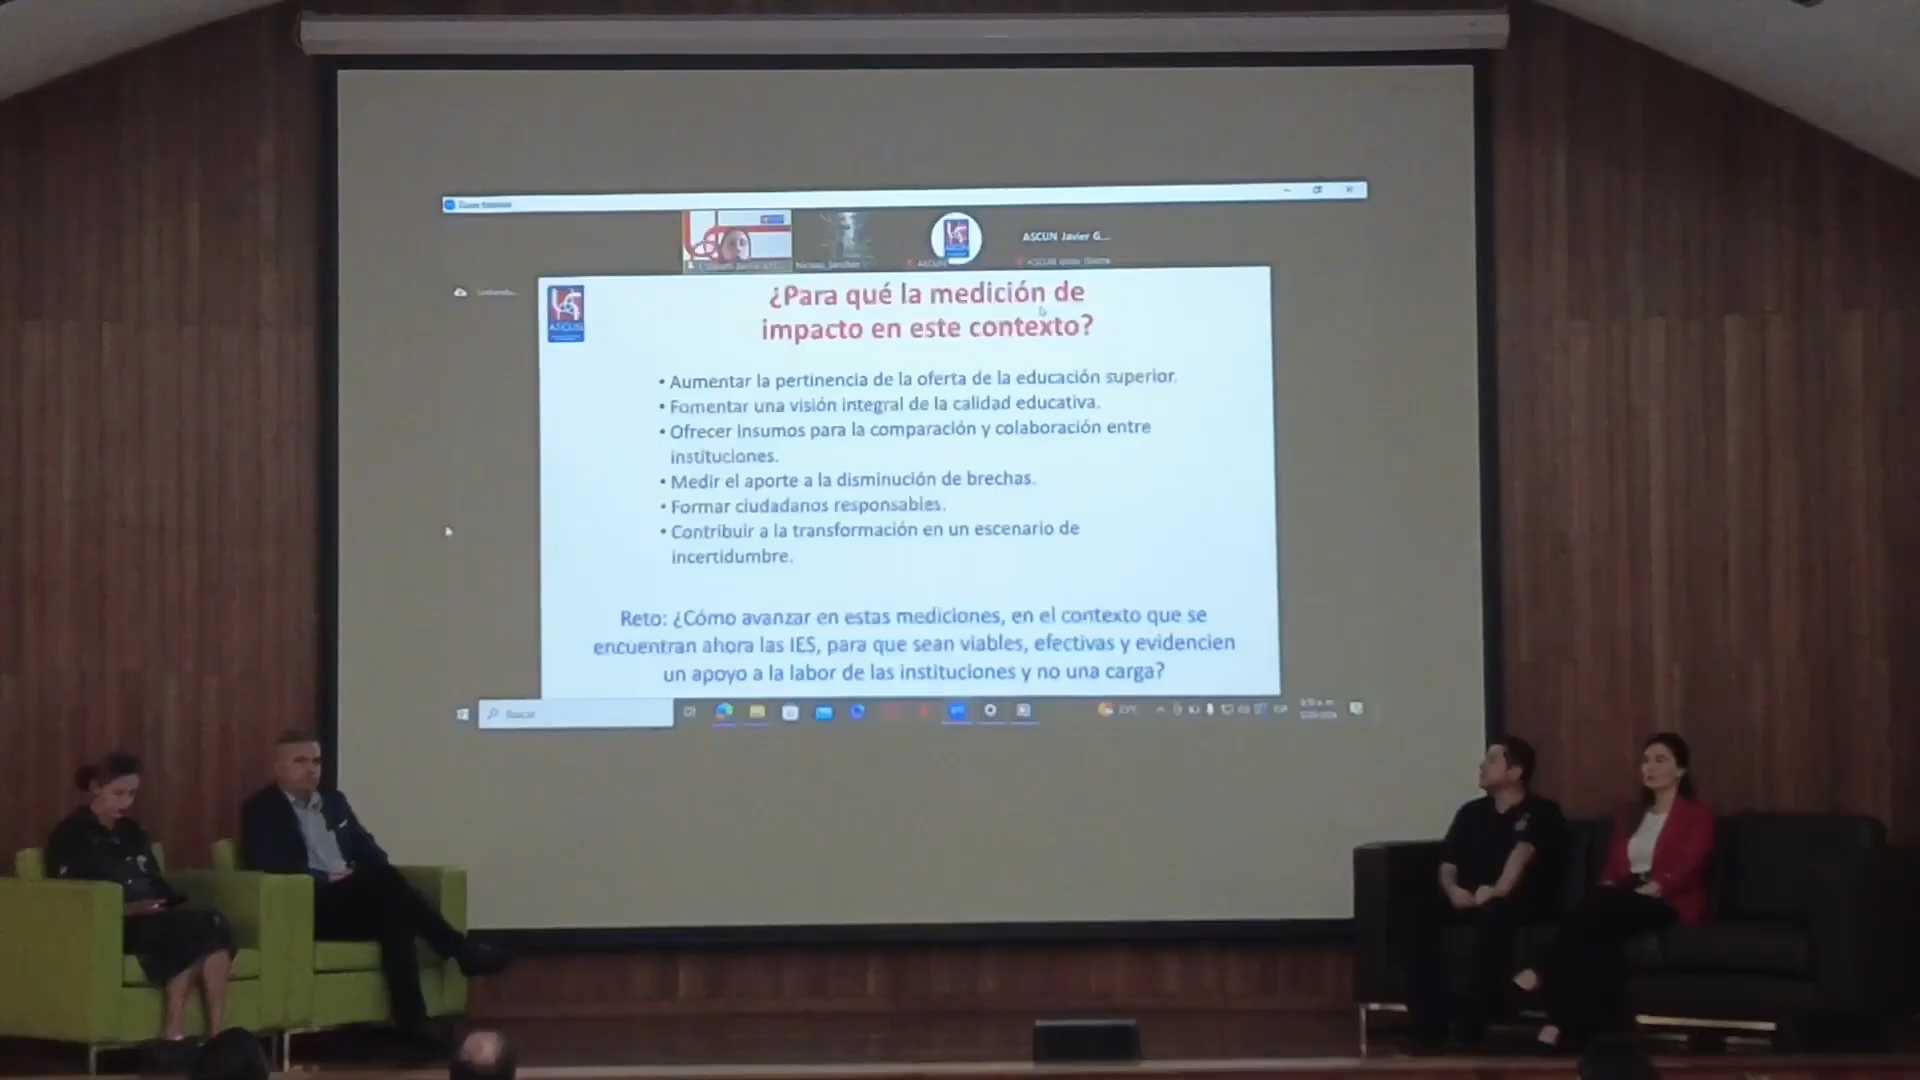 ASCUN Javier G...
ASCUN
¿Para qué la medición de
impacto en este contexto?
• Aumentar la pertinencia de la oferta de la educación superior.
• Fomentar una visión integral de la calidad educativa.
• Ofrecer insumos para la comparación y colaboración entre
instituciones.
• Medir el aporte a la disminución de brechas.
• Formar ciudadanos responsables.
• Contribuir a la transformación en un escenario de
incertidumbre.
Reto: ¿Cómo avanzar en estas mediciones, en el contexto que se
encuentran ahora las IES, para que sean viables, efectivas y evidencien
un apoyo a la labor de las instituciones y no una carga?
Buscar
23°C
ESP